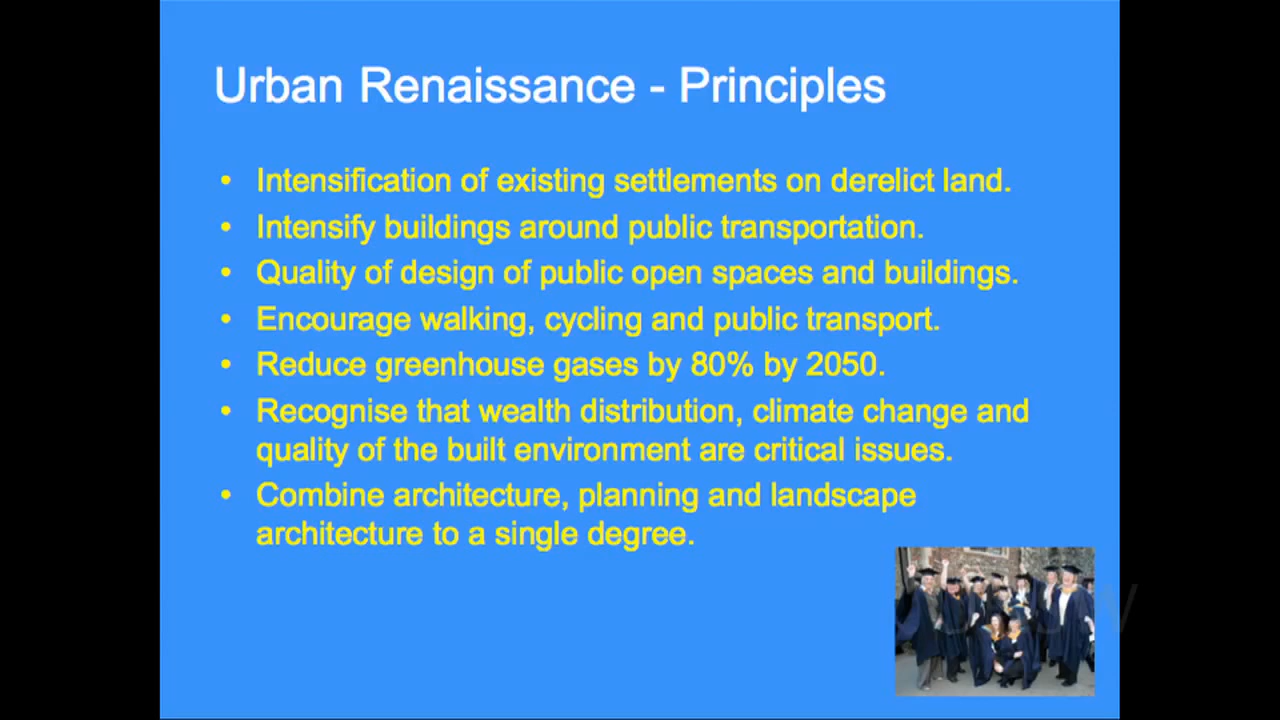 Urban Renaissance - Principles
• Intensification of existing settlements on derelict land.
• Intensify buildings around public transportation.
• Quality of design of public open spaces and buildings.
• Encourage walking, cycling and public transport.
• Reduce greenhouse gases by 80% by 2050.
• Recognise that wealth distribution, climate change and
quality of the built environment are critical issues.
• Combine architecture, planning and landscape
architecture to a single degree.